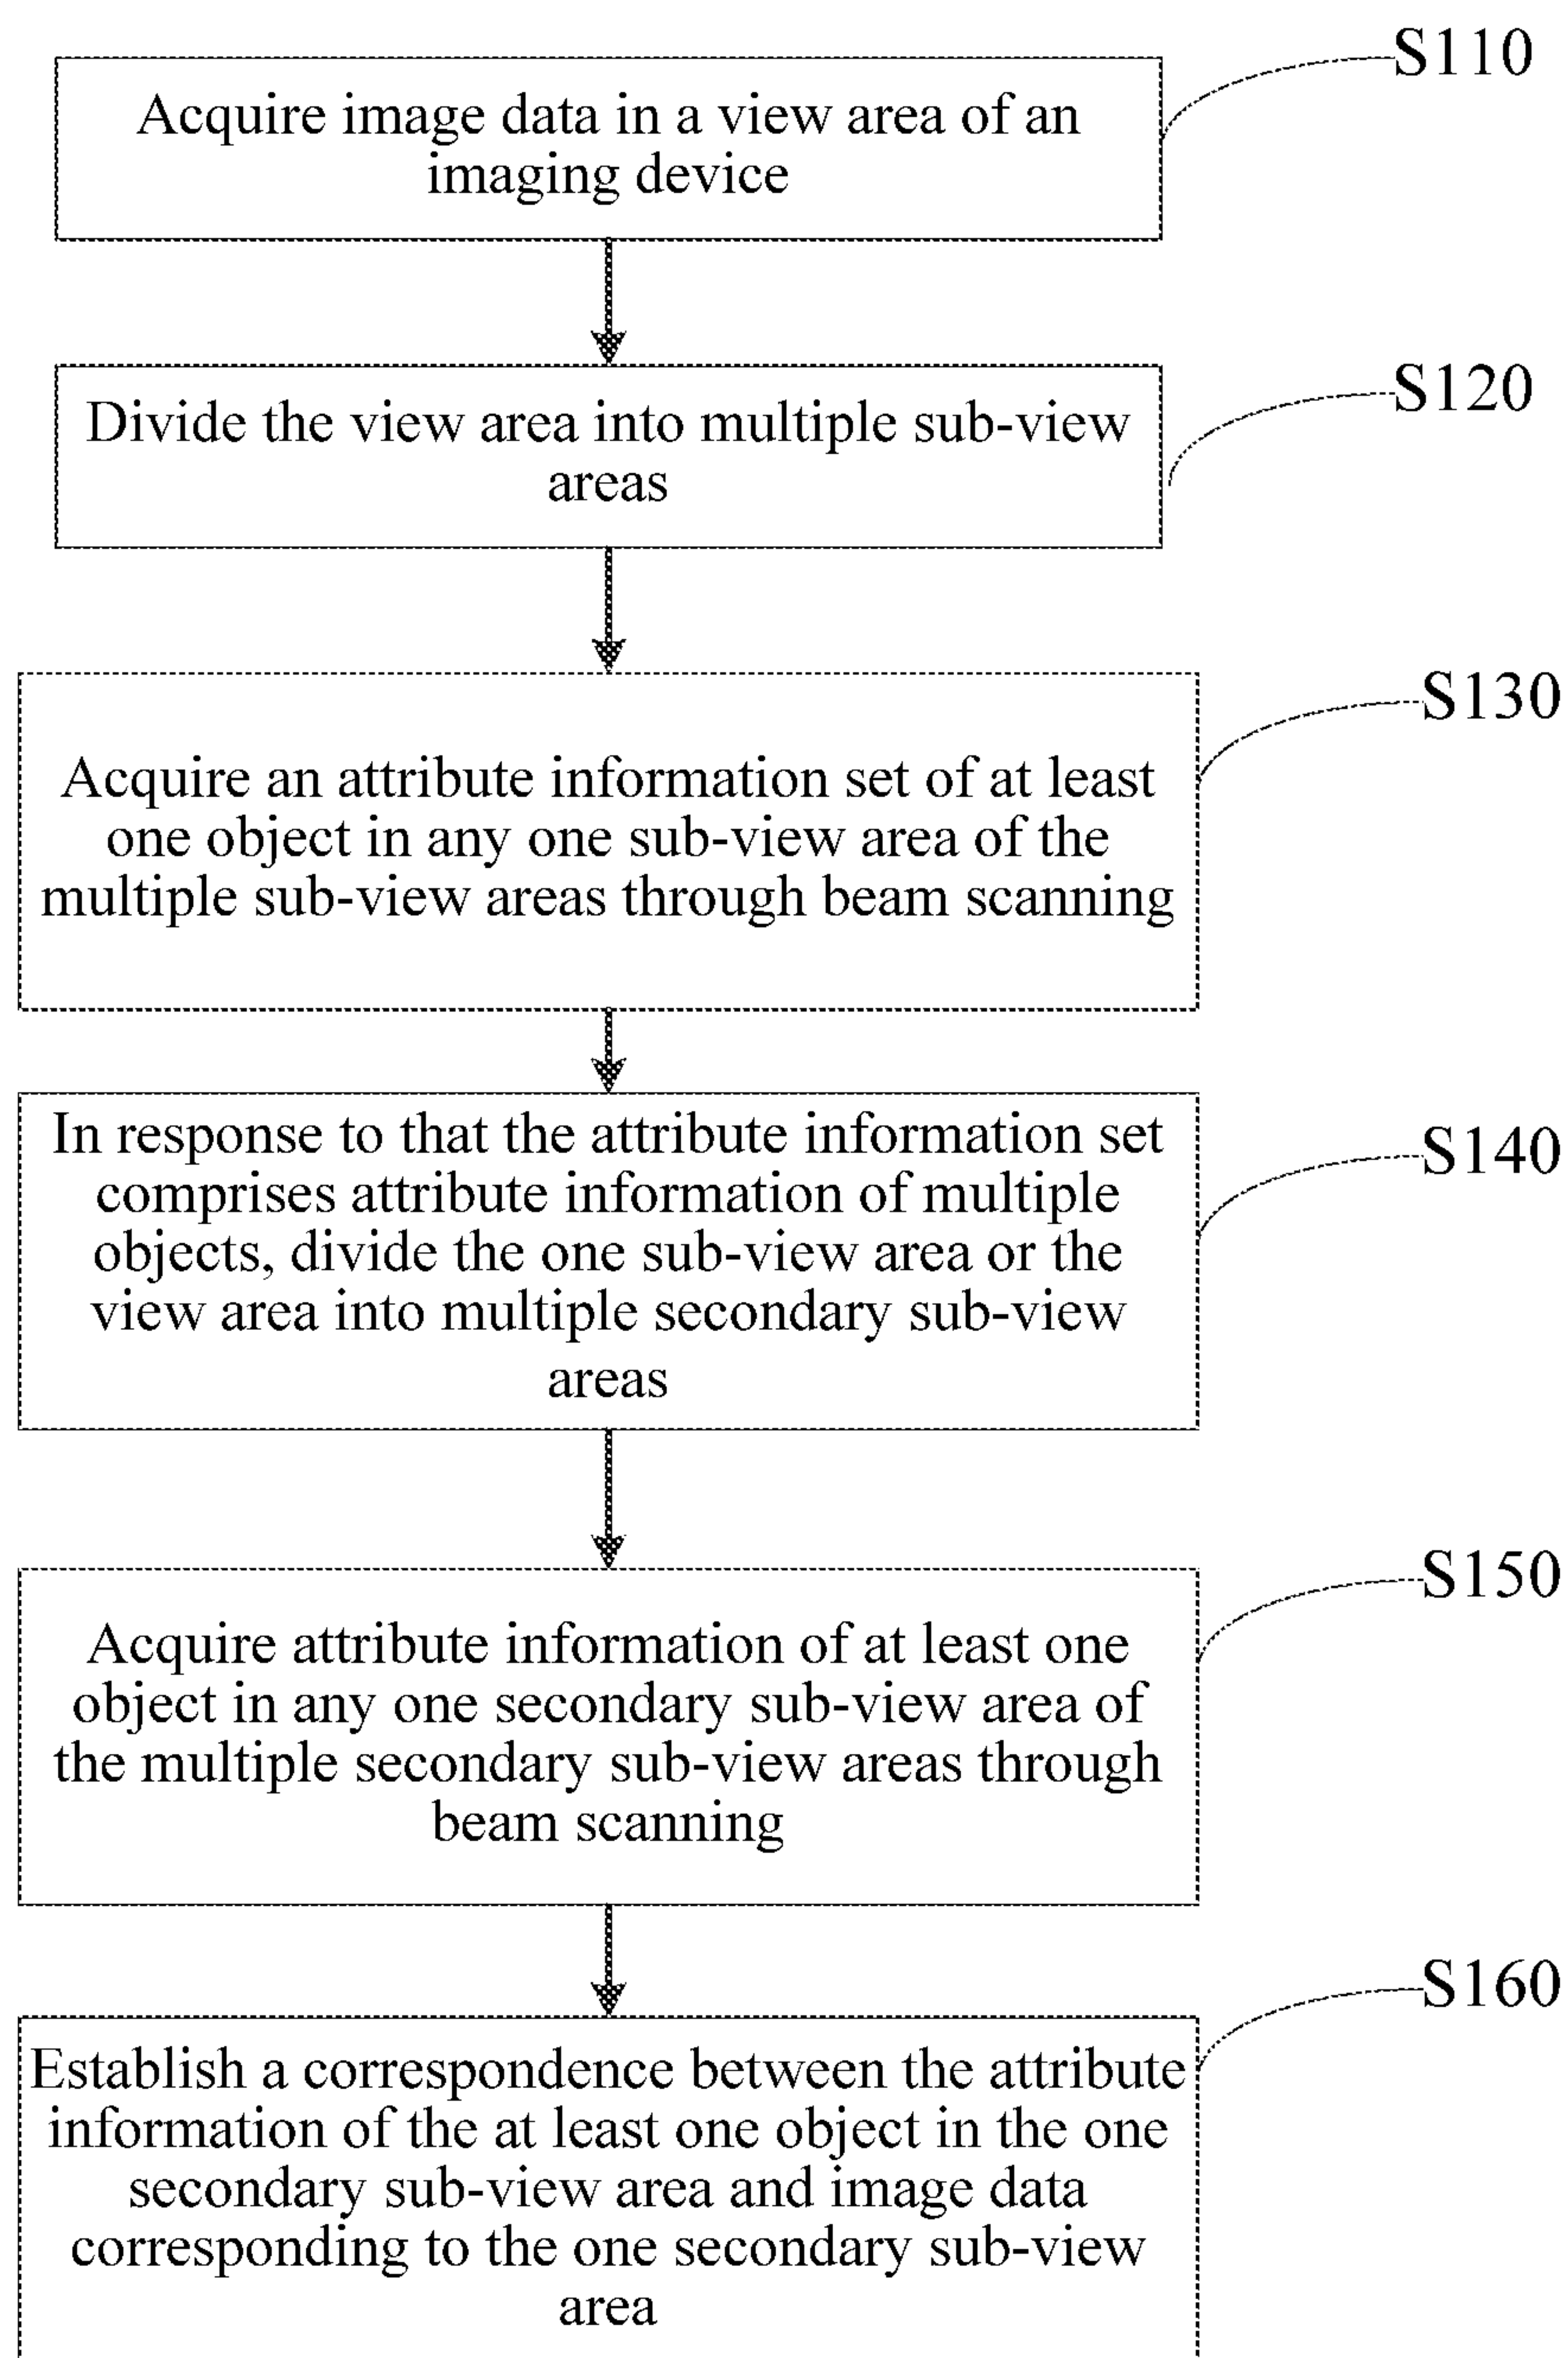 S110
Acquire image data in a view area of an
imaging device
S120
Divide the view area into multiple sub-view
areas
S130
Acquire an attribute information set of at least
one object in any one sub-view area of the
multiple sub-view areas through beam scanning
S140
In response to that the attribute information set
comprises attribute information of multiple
objects, divide the one sub-view area or the
view area into multiple secondary sub-view
areas
S150
Acquire attribute information of at least one
object in any one secondary sub-view area of
the multiple secondary sub-view areas through
beam scanning
S160
Establish a correspondence between the attribute
information of the at least one object in the one
secondary sub-view area and image data
corresponding to the one secondary sub-view
area